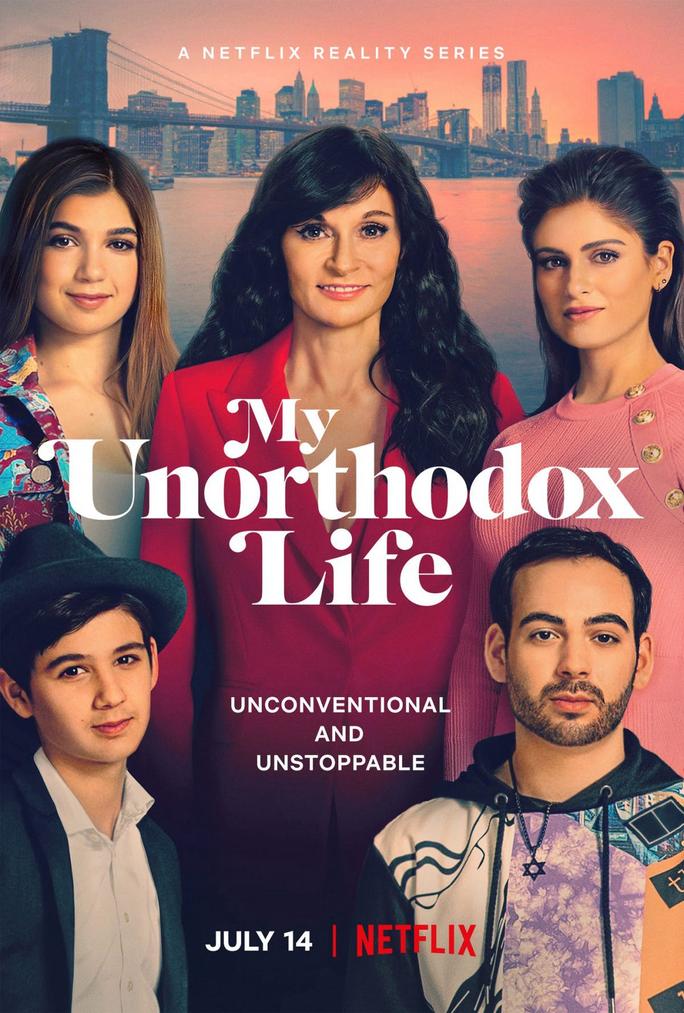 A NETFLIX REALITY SERIES
My
Unorthodox
Life
UNCONVENTIONAL
AND
UNSTOPPABLE
JULY 14 | NETFLIX